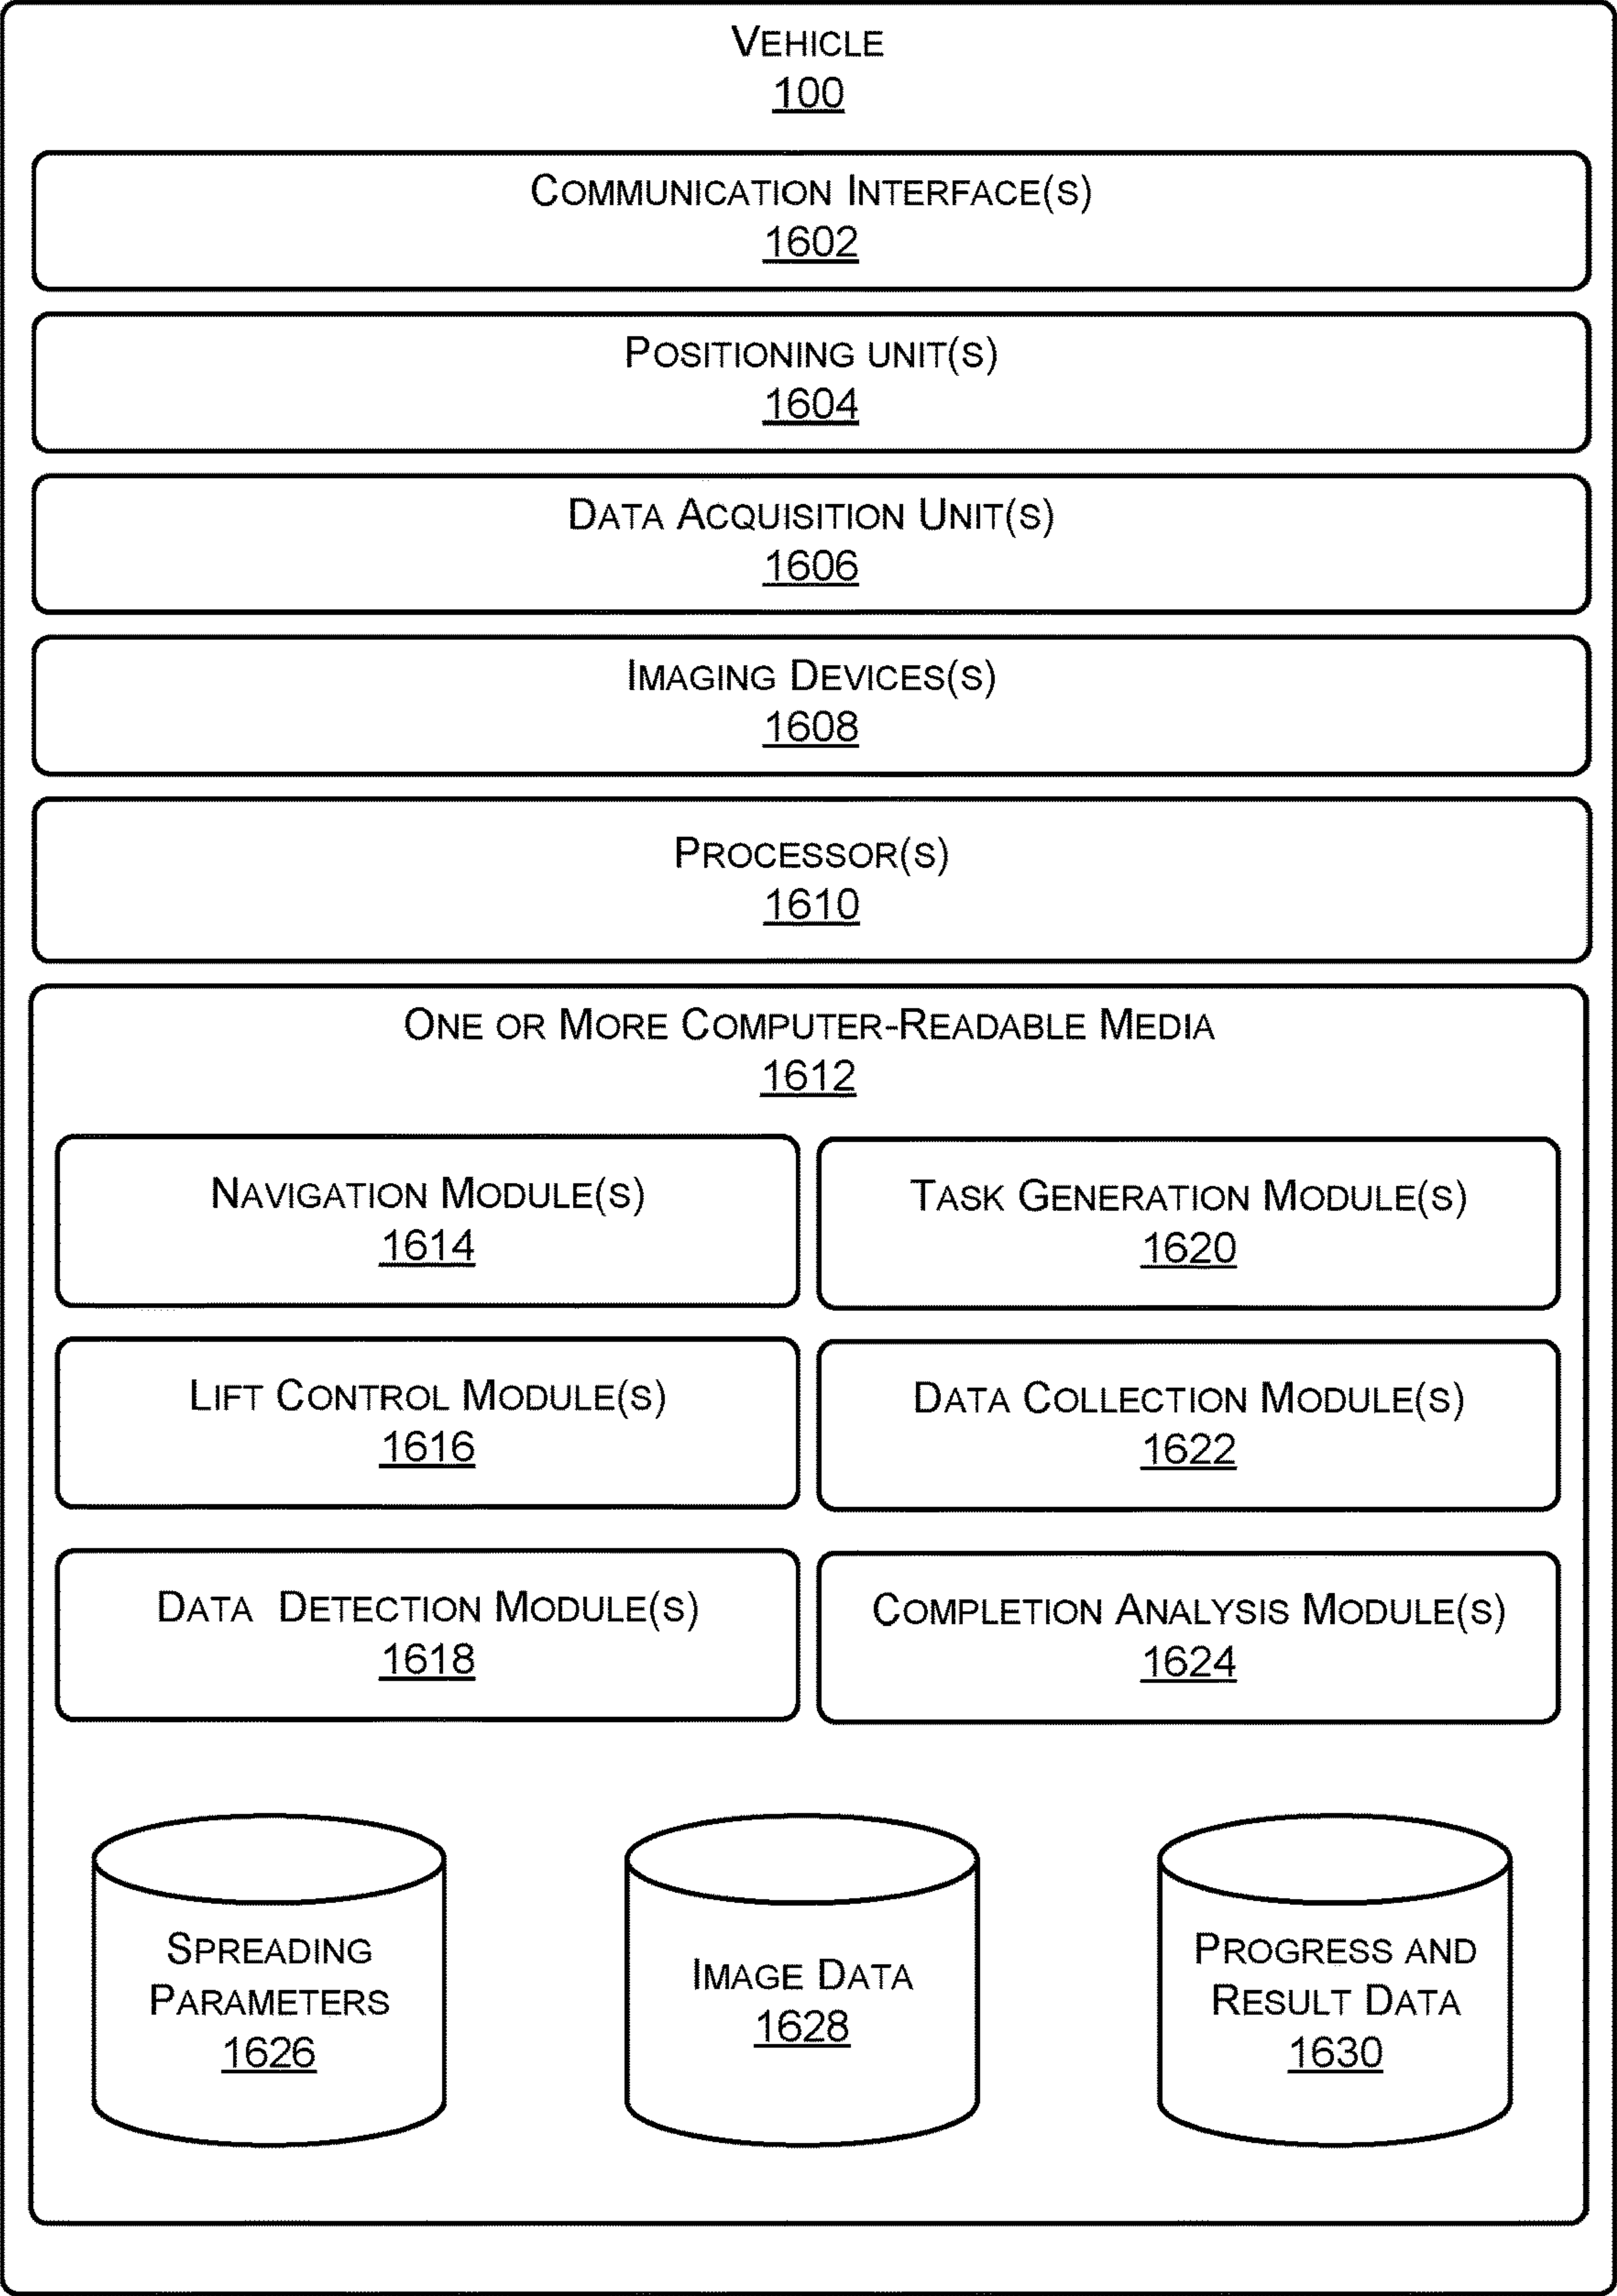 VEHICLE
100
COMMUNICATION INTERFACE(S)
1602
POSITIONING UNIT(S)
1604
DATA ACQUISITION UNIT(S)
1606
IMAGING DEVICES(S)
1608
PROCESSOR(S)
1610
ONE OR MORE COMPUTER-READABLE MEDIA
1612
NAVIGATION MODULE(S)
1614
TASK GENERATION MODULE(S)
1620
LIFT CONTROL MODULE(S)
1616
DATA COLLECTION MODULE(S)
1622
DATA DETECTION MODULE(S)
1618
COMPLETION ANALYSIS MODULE(S)
1624
SPREADING
PARAMETERS
1626
IMAGE DATA
1628
PROGRESS AND
RESULT DATA
1630